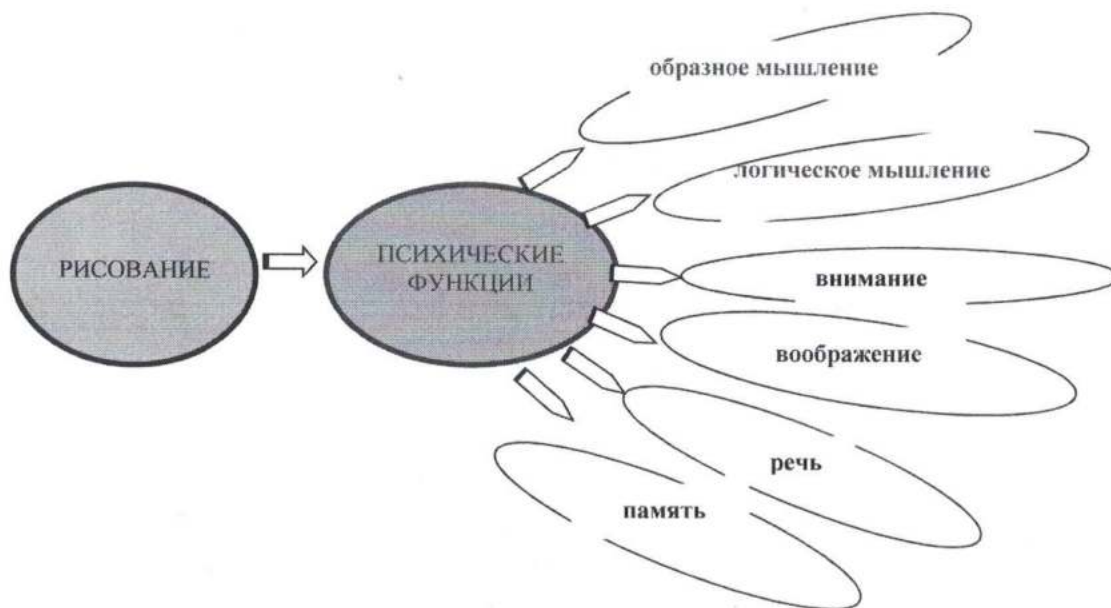 образное мышление
логическое мышление
РИСОВАНИЕ
ПСИХИЧЕСКИЕ
ФУНКЦИИ
внимание
воображение
речь
память